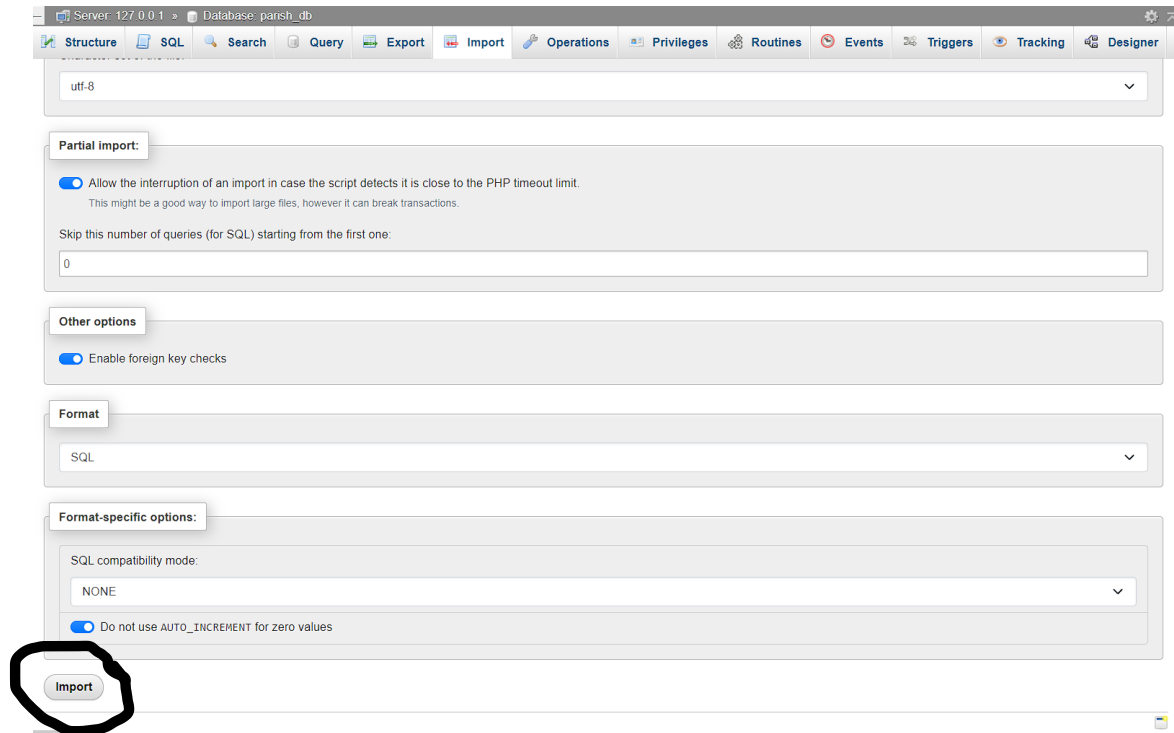 Server: 127.0.0.1 » Database: parish_db
Structure SQL Search Query Export Import Operations Privileges Routines Events Triggers Tracking Designer
utf-8
Partial import:
Allow the interruption of an import in case the script detects it is close to the PHP timeout limit.
This might be a good way to import large files, however it can break transactions.
Skip this number of queries (for SQL) starting from the first one:
0
Other options
Enable foreign key checks
Format
SQL
Format-specific options:
SQL compatibility mode:
NONE
Do not use AUTO_INCREMENT for zero values
Import